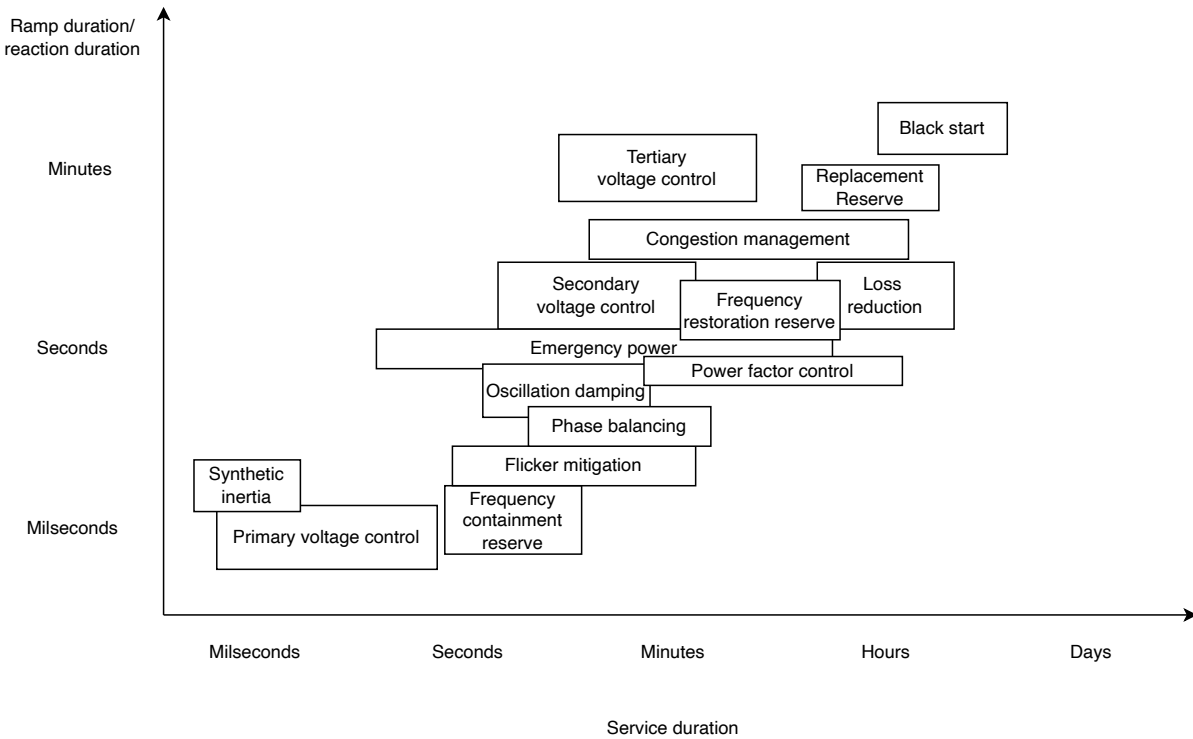 Ramp duration/
reaction duration
Black start
Tertiary
voltage control
Minutes
Replacement
Reserve
Congestion management
Secondary
voltage control
Loss
reduction
Frequency
restoration reserve
Seconds
Emergency power
Power factor control
Oscillation damping
Phase balancing
Flicker mitigation
Synthetic
inertia
Frequency
containment
reserve
Milseconds
Primary voltage control
Milseconds
Seconds
Minutes
Hours
Days
Service duration